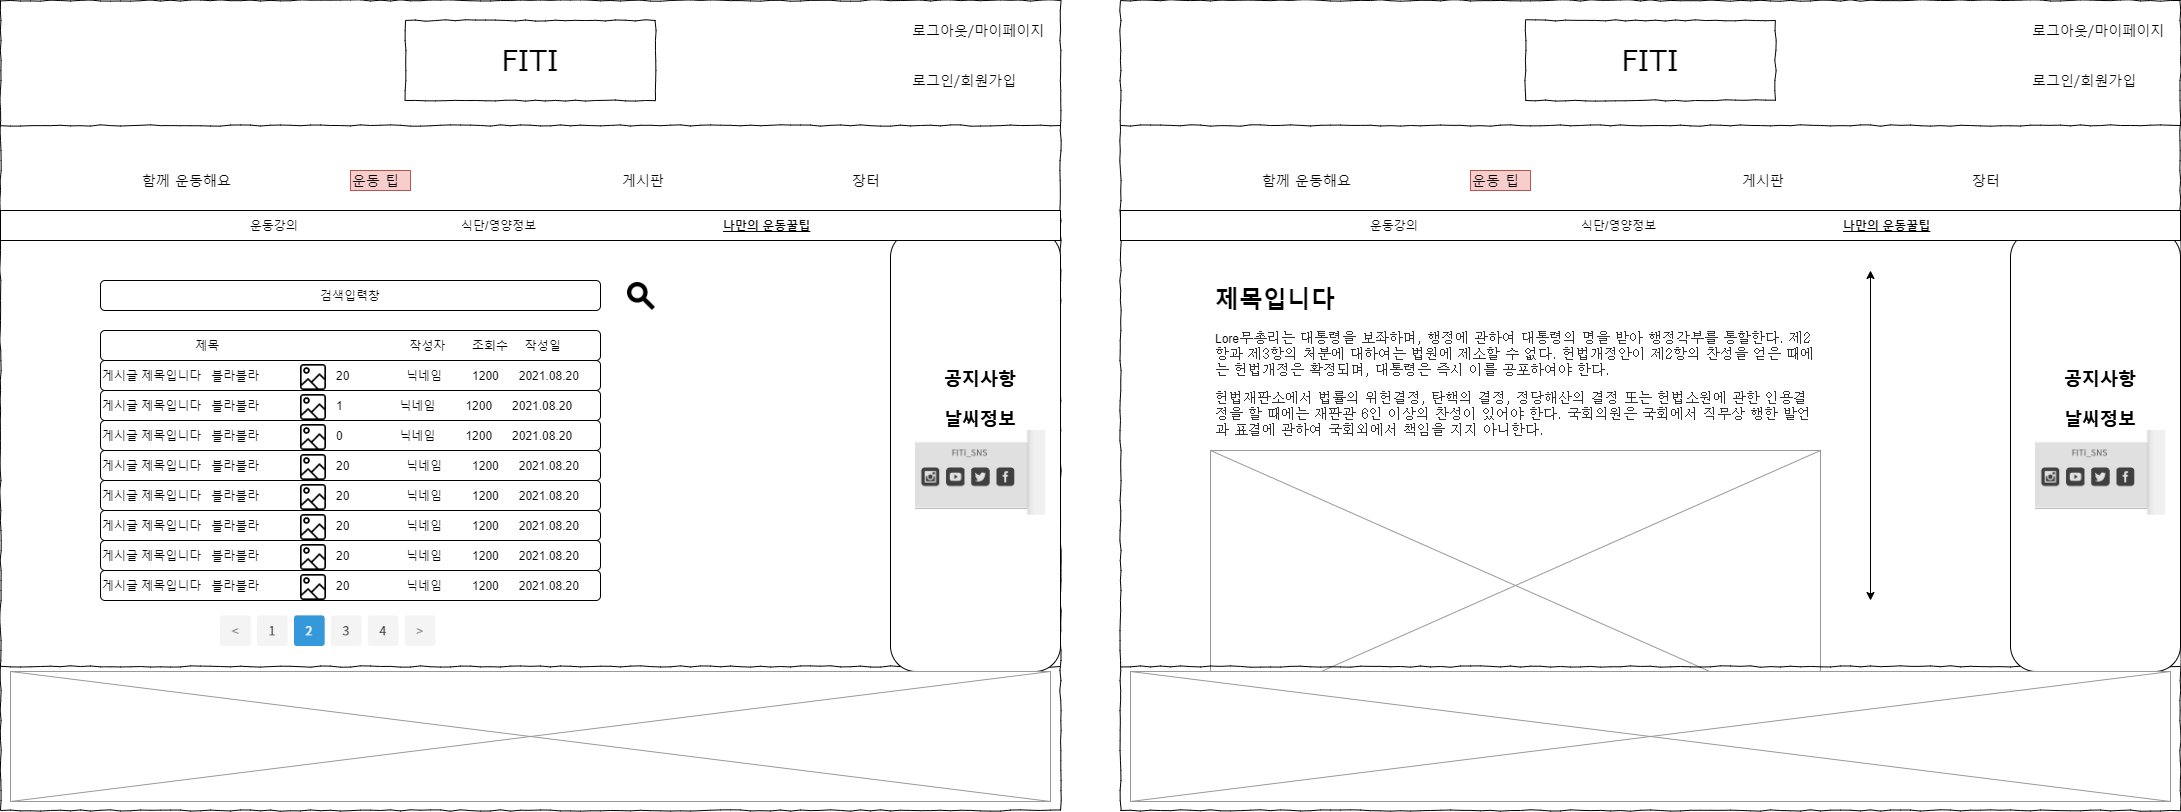 FITI
로그아웃/마이페이지
로그인/회원가입
함께 운동해요 운동 팁 게시판 장터
운동강의 식단/영양정보 나만의 운동꿀팁
검색입력창
제목 작성자 조회수 작성일
게시글 제목입니다 블라블라 20 닉네임 1200 2021.08.20
게시글 제목입니다 블라블라 1 닉네임 1200 2021.08.20
게시글 제목입니다 블라블라 0 닉네임 1200 2021.08.20
게시글 제목입니다 블라블라 20 닉네임 1200 2021.08.20
게시글 제목입니다 블라블라 20 닉네임 1200 2021.08.20
게시글 제목입니다 블라블라 20 닉네임 1200 2021.08.20
게시글 제목입니다 블라블라 20 닉네임 1200 2021.08.20
게시글 제목입니다 블라블라 20 닉네임 1200 2021.08.20
< 1 2 3 4 >
공지사항
날씨정보
FITI_SNS
FITI
로그아웃/마이페이지
로그인/회원가입
함께 운동해요 운동 팁 게시판 장터
운동강의 식단/영양정보 나만의 운동꿀팁
제목입니다
Lore무총리는 대통령을 보좌하며, 행정에 관하여 대통령의 명을 받아 행정각부를 통할한다. 제2
항과 제3항의 처분에 대하여는 법원에 제소할 수 없다. 헌법개정안이 제2항의 찬성을 얻은 때에
는 헌법개정은 확정되며, 대통령은 즉시 이를 공포하여야 한다.
헌법재판소에서 법률의 위헌결정, 탄핵의 결정, 정당해산의 결정 또는 헌법소원에 관한 인용결
정을 할 때에는 재판관 6인 이상의 찬성이 있어야 한다. 국회의원은 국회에서 직무상 행한 발언
과 표결에 관하여 국회외에서 책임을 지지 아니한다.
공지사항
날씨정보
FITI_SNS